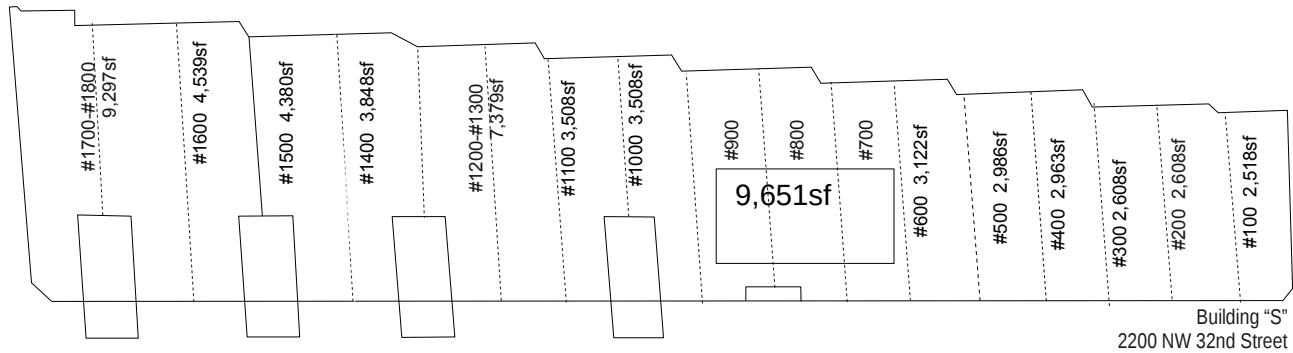 #1700-#1800
9,297sf
#1600 4,539sf
#1500 4,380sf
#1400 3,848sf
#1200-#1300
7,379sf
#1100 3,508sf
#1000 3,508sf
#900
#800
#700
9,651sf
#600 3,122sf
#500 2,986sf
#400 2,963sf
#300 2,608sf
#200 2,608sf
#100 2,518sf
Building “S”
2200 NW 32nd Street